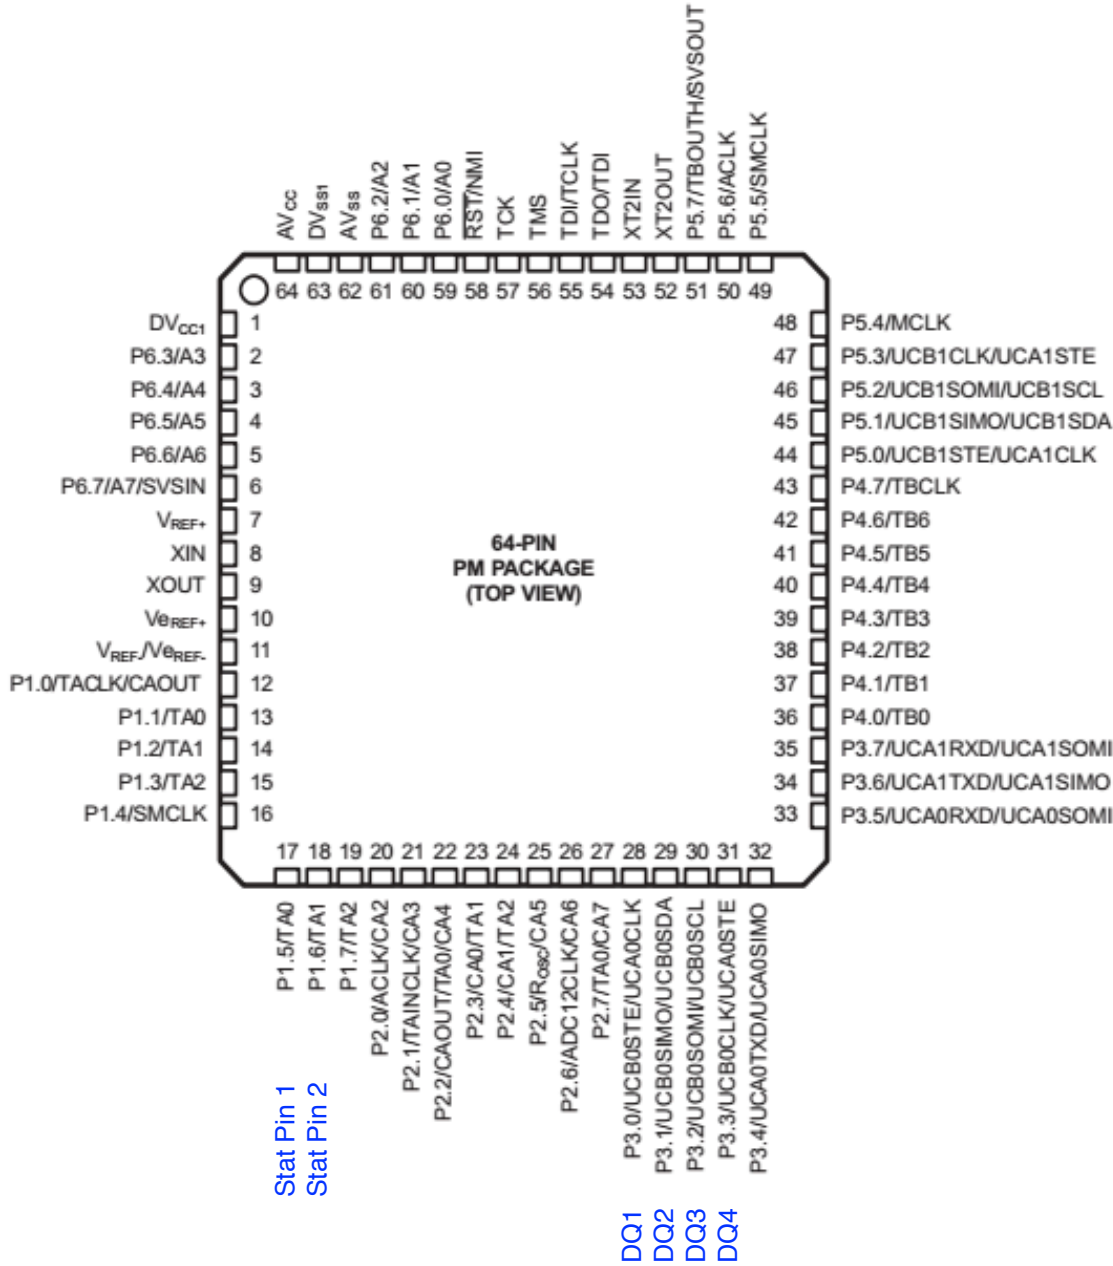 AVCC
DVSS1
AVSS
P6.2/A2
P6.1/A1
P6.0/A0
RST/NMI
TCK
TMS
TDI/TCLK
TDO/TDI
XT2IN
XT2OUT
P5.7/TBOUTH/SVSOUT
P5.6/ACLK
P5.5/SMCLK
64 63 62 61 60 59 58 57 56 55 54 53 52 51 50 49
DVCC1 1
P6.3/A3 2
P6.4/A4 3
P6.5/A5 4
P6.6/A6 5
P6.7/A7/SVSIN 6
VREF+ 7
XIN 8
XOUT 9
VeREF+ 10
VREF-/VeREF- 11
P1.0/TACLK/CAOUT 12
P1.1/TA0 13
P1.2/TA1 14
P1.3/TA2 15
P1.4/SMCLK 16
64-PIN
PM PACKAGE
(TOP VIEW)
48 P5.4/MCLK
47 P5.3/UCB1CLK/UCA1STE
46 P5.2/UCB1SOMI/UCB1SCL
45 P5.1/UCB1SIMO/UCB1SDA
44 P5.0/UCB1STE/UCA1CLK
43 P4.7/TBCLK
42 P4.6/TB6
41 P4.5/TB5
40 P4.4/TB4
39 P4.3/TB3
38 P4.2/TB2
37 P4.1/TB1
36 P4.0/TB0
35 P3.7/UCA1RXD/UCA1SOMI
34 P3.6/UCA1TXD/UCA1SIMO
33 P3.5/UCA0RXD/UCA0SOMI
17 18 19 20 21 22 23 24 25 26 27 28 29 30 31 32
P1.5/TA0
P1.6/TA1
P1.7/TA2
P2.0/ACLK/CA2
P2.1/TAINCLK/CA3
P2.2/CAOUT/TA0/CA4
P2.3/CA0/TA1
P2.4/CA1/TA2
P2.5/ROSC/CA5
P2.6/ADC12CLK/CA6
P2.7/TA0/CA7
P3.0/UCB0STE/UCA0CLK
P3.1/UCB0SIMO/UCB0SDA
P3.2/UCB0SOMI/UCB0SCL
P3.3/UCB0CLK/UCA0STE
P3.4/UCA0TXD/UCA0SIMO
Stat Pin 1
Stat Pin 2
DQ1
DQ2
DQ3
DQ4